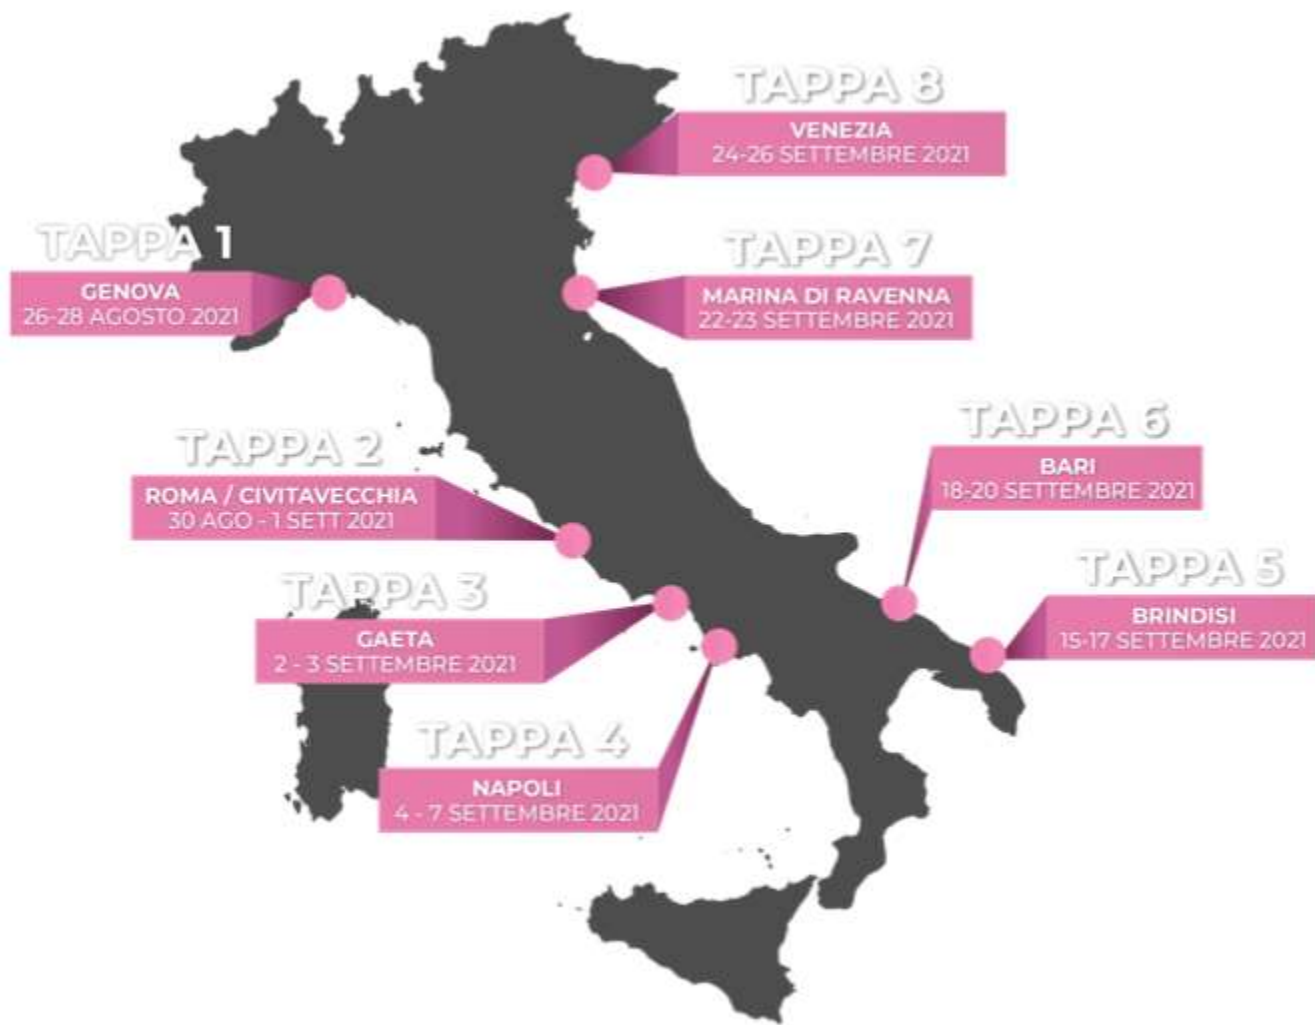 TAPPA 8
VENEZIA
24-26 SETTEMBRE 2021
TAPPA 1
GENOVA
26-28 AGOSTO 2021
TAPPA 7
MARINA DI RAVENNA
22-23 SETTEMBRE 2021
TAPPA 2
ROMA / CIVITAVECCHIA
30 AGO - 1 SETT 2021
TAPPA 6
BARI
18-20 SETTEMBRE 2021
TAPPA 3
GAETA
2 - 3 SETTEMBRE 2021
TAPPA 5
BRINDISI
15-17 SETTEMBRE 2021
TAPPA 4
NAPOLI
4 - 7 SETTEMBRE 2021